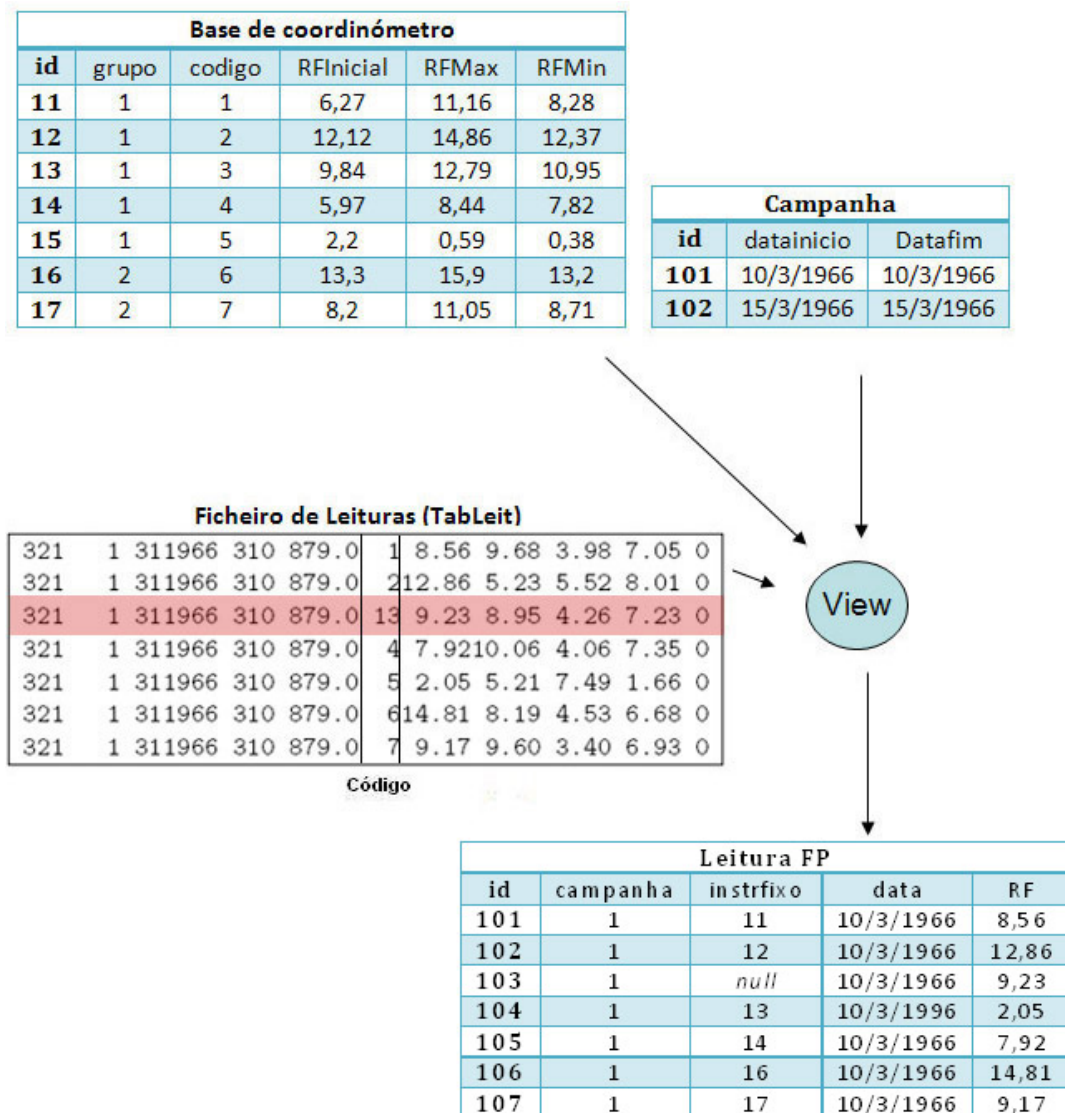 Base de coordinómetro
id grupo codigo RFInicial RFMax RFMin
11 1 1 6,27 11,16 8,28
12 1 2 12,12 14,86 12,37
13 1 3 9,84 12,79 10,95
14 1 4 5,97 8,44 7,82
15 1 5 2,2 0,59 0,38
16 2 6 13,3 15,9 13,2
17 2 7 8,2 11,05 8,71
Campanha
id datainicio Datafim
101 10/3/1966 10/3/1966
102 15/3/1966 15/3/1966
Ficheiro de Leituras (TabLeit)
321 1 311966 310 879.0 1 8.56 9.68 3.98 7.05 0
321 1 311966 310 879.0 212.86 5.23 5.52 8.01 0
321 1 311966 310 879.0 13 9.23 8.95 4.26 7.23 0
321 1 311966 310 879.0 4 7.9210.06 4.06 7.35 0
321 1 311966 310 879.0 5 2.05 5.21 7.49 1.66 0
321 1 311966 310 879.0 614.81 8.19 4.53 6.68 0
321 1 311966 310 879.0 7 9.17 9.60 3.40 6.93 0
Código
View
Leitura FP
id campanha instrfixo data RF
101 1 11 10/3/1966 8,56
102 1 12 10/3/1966 12,86
103 1 null 10/3/1966 9,23
104 1 13 10/3/1996 2,05
105 1 14 10/3/1966 7,92
106 1 16 10/3/1966 14,81
107 1 17 10/3/1966 9,17